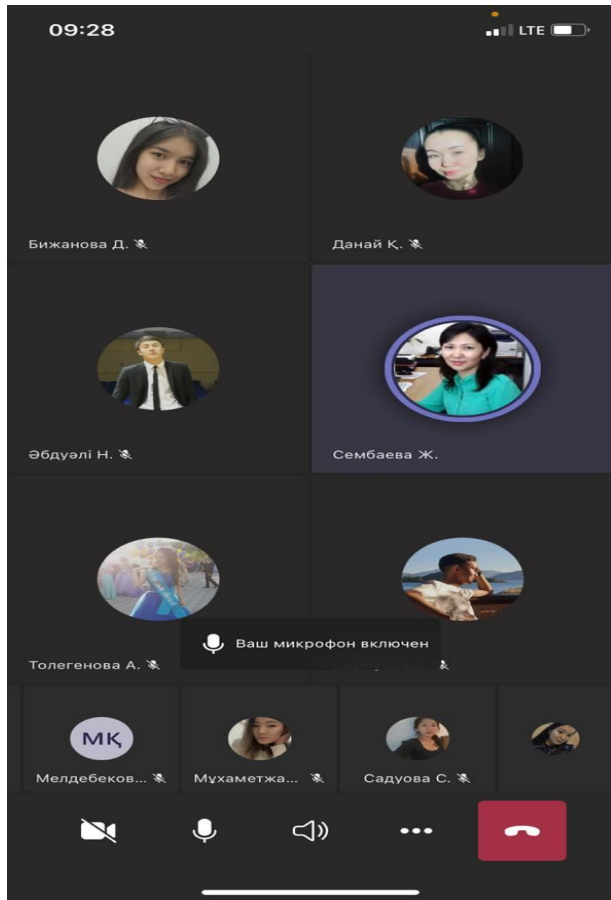 09:28
LTE
Бижанова Д.
Данай Қ.
Әбдуәлі Н.
Сембаева Ж.
Ваш микрофон включен
Толегенова А.
МҚ
Мелдебеков...
Мұхаметжа...
Садуова С.